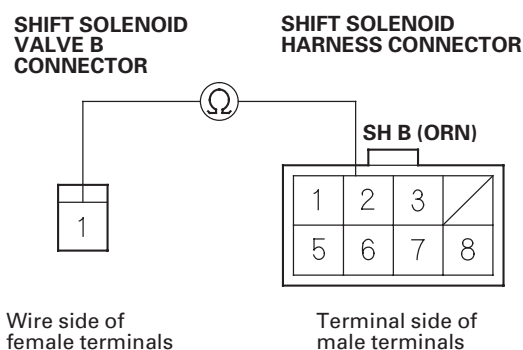 SHIFT SOLENOID
VALVE B
CONNECTOR
SHIFT SOLENOID
HARNESS CONNECTOR
Ω
SH B (ORN)
1
1 2 3
5 6 7 8
Wire side of
female terminals
Terminal side of
male terminals